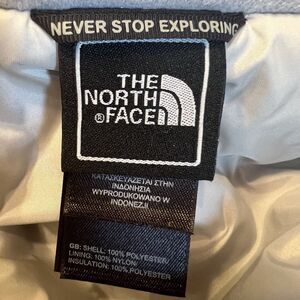 NEVER STOP EXPLORING
THE
NORTH
®FACE
ΚΑΤΑΣΚΕΥΑΖΕΤΑΙ ΣΤΗΝ
ΙΝΔΟΝΗΣΙΑ
WYPRODUKOWANO W
INDONEZJI
GB: SHELL: 100% POLYESTER/
LINING: 100% NYLON/
INSULATION: 100% POLYESTER